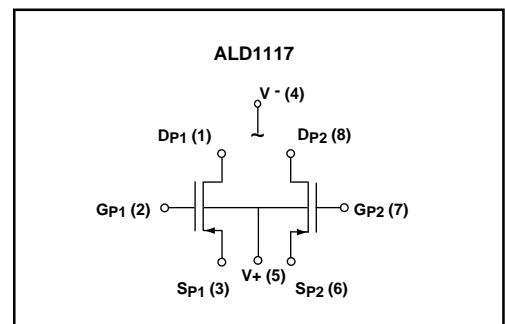 ALD1117
V - (4)
~
DP1 (1) DP2 (8)
GP1 (2) GP2 (7)
V+ (5)
SP1 (3) SP2 (6)